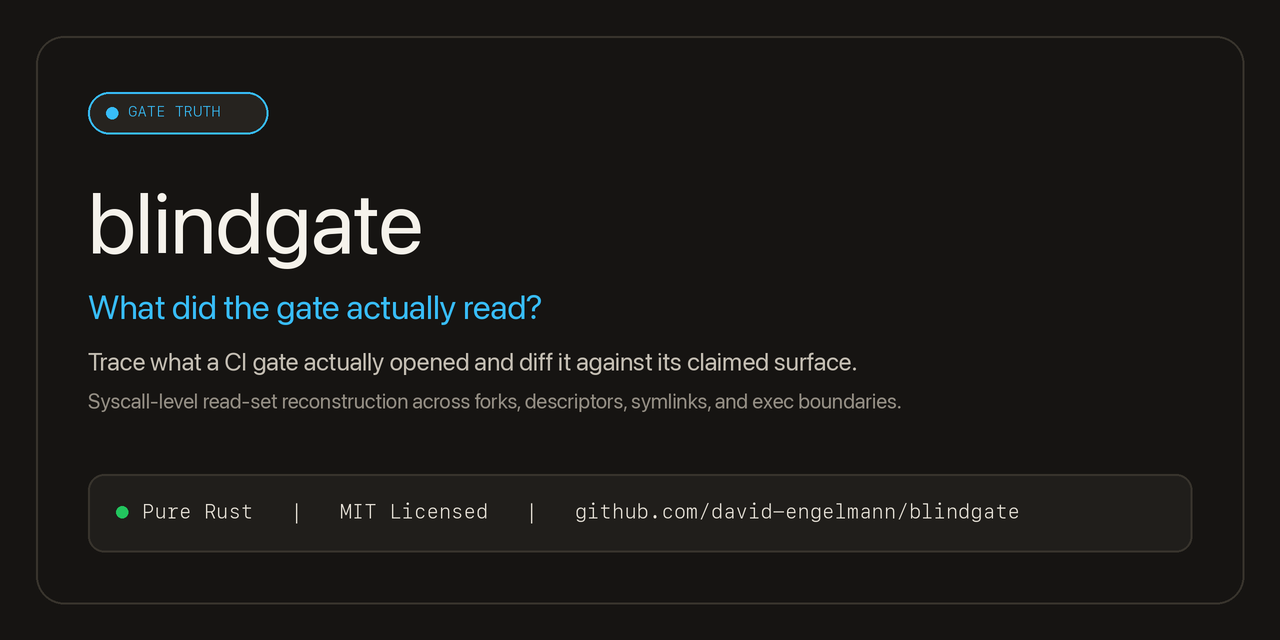 GATE TRUTH
blindgate
What did the gate actually read?
Trace what a CI gate actually opened and diff it against its claimed surface.
Syscall-level read-set reconstruction across forks, descriptors, symlinks, and exec boundaries.
Pure Rust | MIT Licensed | github.com/david-engelmann/blindgate